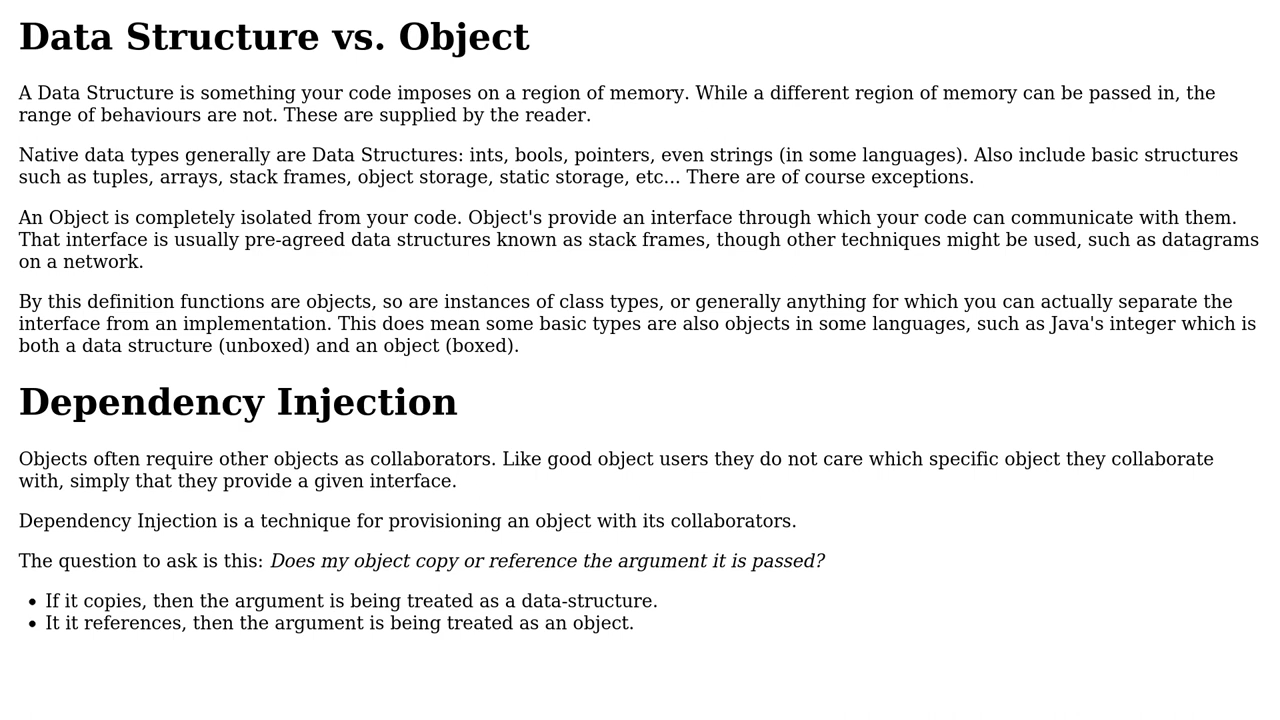 Data Structure vs. Object
A Data Structure is something your code imposes on a region of memory. While a different region of memory can be passed in, the
range of behaviours are not. These are supplied by the reader.
Native data types generally are Data Structures: ints, bools, pointers, even strings (in some languages). Also include basic structures
such as tuples, arrays, stack frames, object storage, static storage, etc... There are of course exceptions.
An Object is completely isolated from your code. Object's provide an interface through which your code can communicate with them.
That interface is usually pre-agreed data structures known as stack frames, though other techniques might be used, such as datagrams
on a network.
By this definition functions are objects, so are instances of class types, or generally anything for which you can actually separate the
interface from an implementation. This does mean some basic types are also objects in some languages, such as Java's integer which is
both a data structure (unboxed) and an object (boxed).
Dependency Injection
Objects often require other objects as collaborators. Like good object users they do not care which specific object they collaborate
with, simply that they provide a given interface.
Dependency Injection is a technique for provisioning an object with its collaborators.
The question to ask is this: Does my object copy or reference the argument it is passed?
• If it copies, then the argument is being treated as a data-structure.
• It it references, then the argument is being treated as an object.